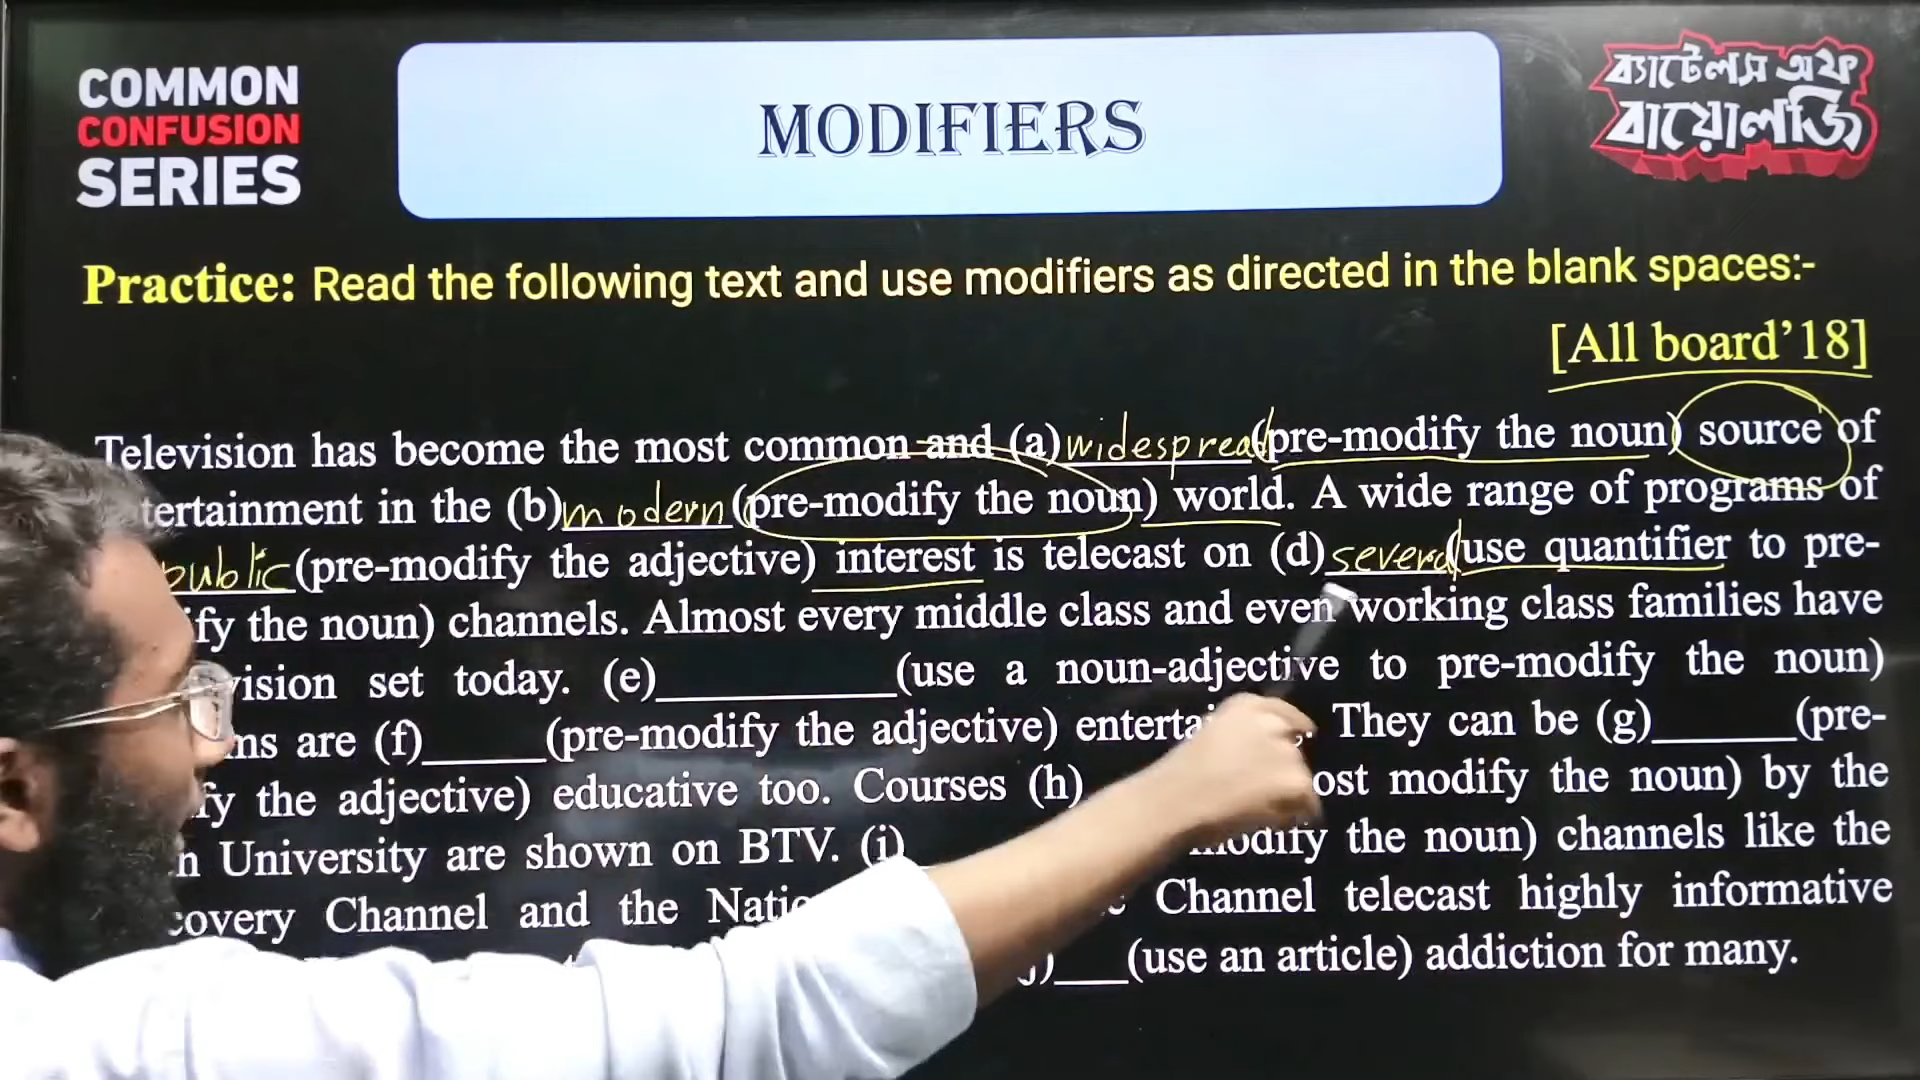 COMMON
CONFUSION
SERIES
MODIFIERS
ব্যাটেলস অফ
বায়োলজি
Practice: Read the following text and use modifiers as directed in the blank spaces:-
[All board’18]
Television has become the most common and (a) widespread (pre-modify the noun) source of
tertainment in the (b) modern (pre-modify the noun) world. A wide range of programs of
public (pre-modify the adjective) interest is telecast on (d) several (use quantifier to pre-
fy the noun) channels. Almost every middle class and even working class families have
vision set today. (e)__________(use a noun-adjective to pre-modify the noun)
ms are (f)_____(pre-modify the adjective) enterta They can be (g)______(pre-
fy the adjective) educative too. Courses (h) ost modify the noun) by the
n University are shown on BTV. (i) modify the noun) channels like the
covery Channel and the Natio Channel telecast highly informative
j)___(use an article) addiction for many.